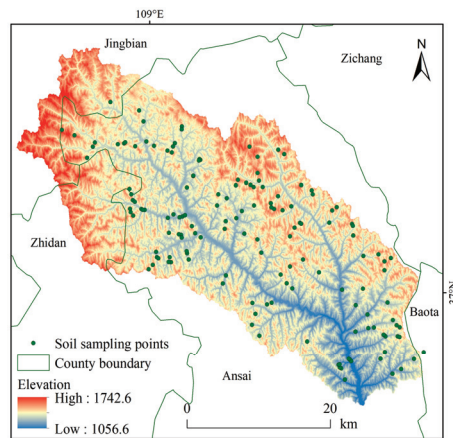 109°E
Jingbian
Zichang
N
Zhidan
37°N
Baota
Soil sampling points
County boundary
Ansai
Elevation
High : 1742.6
Low : 1056.6
0
20
km